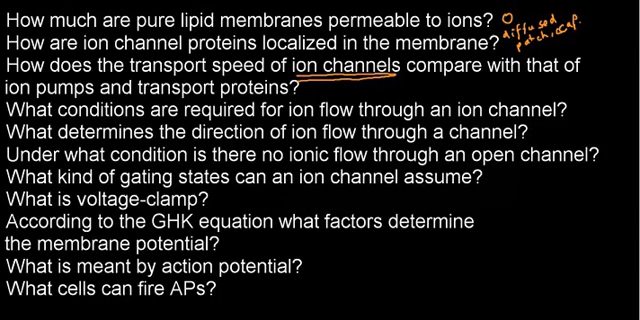 How much are pure lipid membranes permeable to ions? 0
How are ion channel proteins localized in the membrane? diffused
patch,
How does the transport speed of ion channels compare with that of
ion pumps and transport proteins?
What conditions are required for ion flow through an ion channel?
What determines the direction of ion flow through a channel?
Under what condition is there no ionic flow through an open channel?
What kind of gating states can an ion channel assume?
What is voltage-clamp?
According to the GHK equation what factors determine
the membrane potential?
What is meant by action potential?
What cells can fire APs?